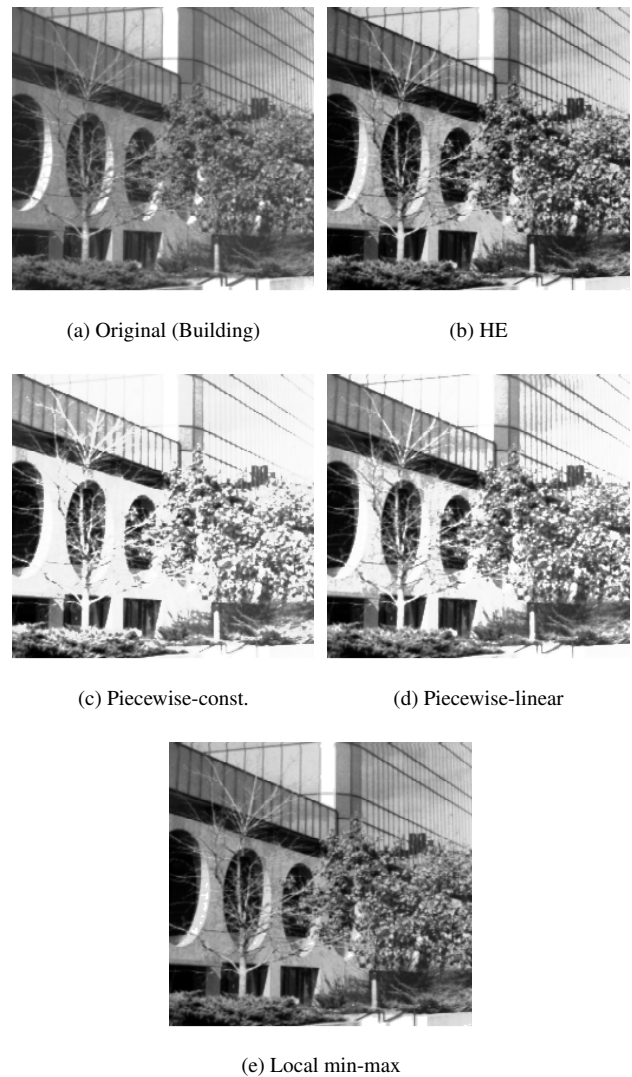 (a) Original (Building)
(b) HE
(c) Piecewise-const.
(d) Piecewise-linear
(e) Local min-max